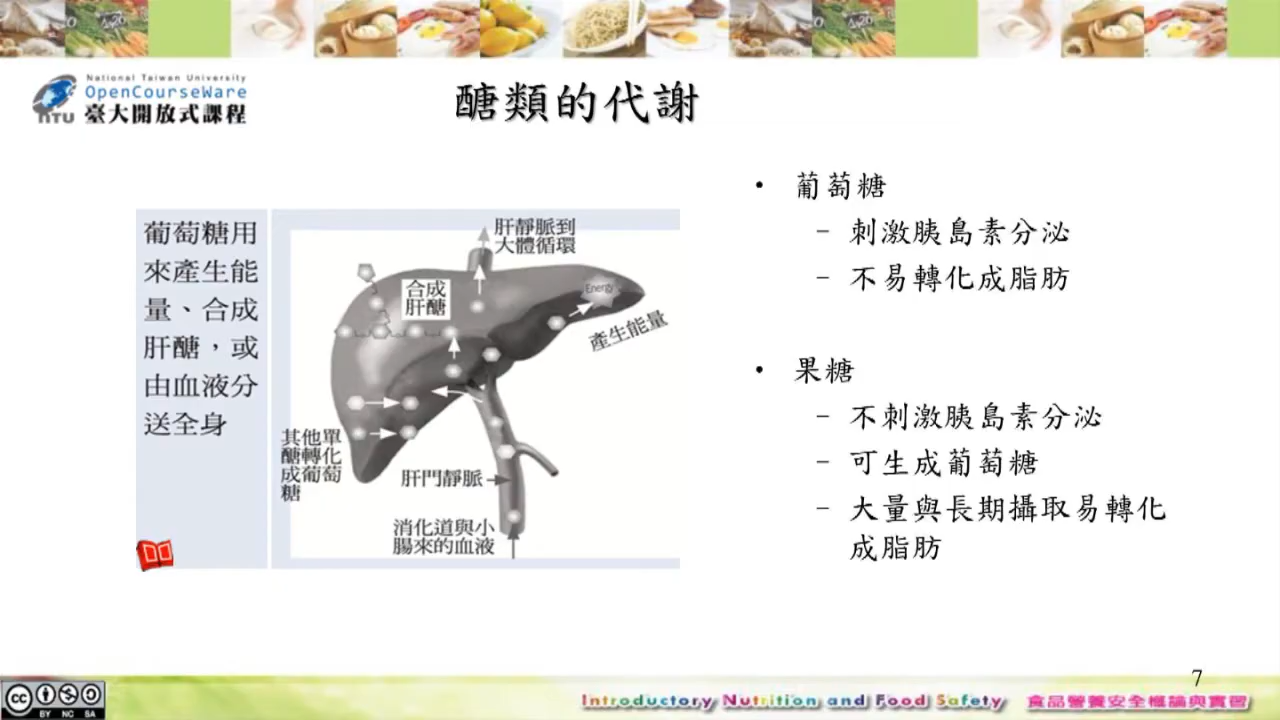 National Taiwan University
OpenCourseWare
NTU 臺大開放式課程
醣類的代謝
葡萄糖用
來產生能
量、合成
肝醣，或
由血液分
送全身
肝靜脈到
大體循環
合成
肝醣
Energy
產生能量
其他單
醣轉化
成葡萄
糖
肝門靜脈
消化道與小
腸來的血液
• 葡萄糖
– 刺激胰島素分泌
– 不易轉化成脂肪
• 果糖
– 不刺激胰島素分泌
– 可生成葡萄糖
– 大量與長期攝取易轉化
成脂肪
7
cc BY NC SA
Introductory Nutrition and Food Safety 食品營養安全概論與實習